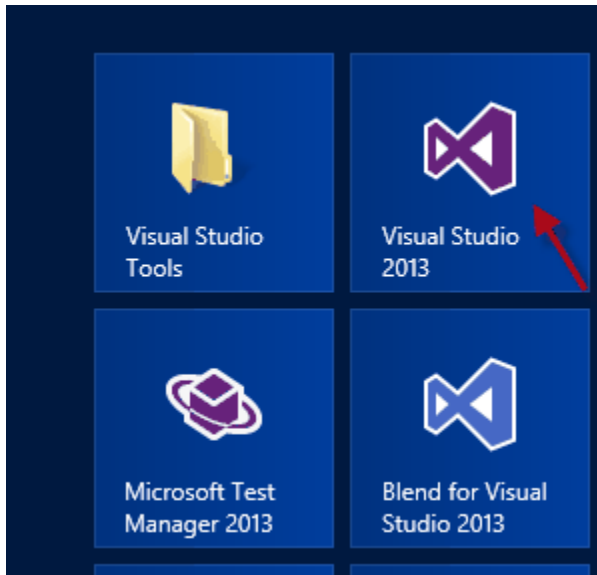 Visual Studio
Tools
Visual Studio
2013
Microsoft Test
Manager 2013
Blend for Visual
Studio 2013